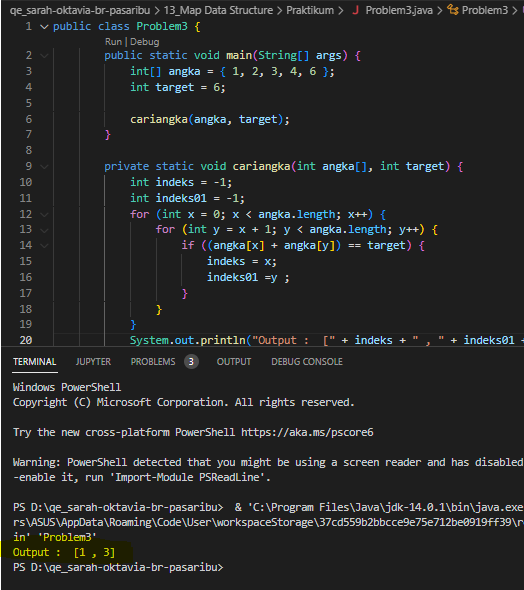 qe_sarah-oktavia-br-pasaribu > 13_Map Data Structure > Praktikum > J Problem3.java > Problem3 >
1 public class Problem3 {
Run | Debug
2 public static void main(String[] args) {
3 int[] angka = { 1, 2, 3, 4, 6 };
4 int target = 6;
5
6 cariangka(angka, target);
7 }
8
9 private static void cariangka(int angka[], int target) {
10 int indeks = -1;
11 int indeks01 = -1;
12 for (int x = 0; x < angka.length; x++) {
13 for (int y = x + 1; y < angka.length; y++) {
14 if ((angka[x] + angka[y]) == target) {
15 indeks = x;
16 indeks01 =y ;
17 }
18 }
19 }
20 System.out.println("Output :  [" + indeks + " , " + indeks01 +
TERMINAL JUPYTER PROBLEMS 3 OUTPUT DEBUG CONSOLE
Windows PowerShell
Copyright (C) Microsoft Corporation. All rights reserved.
Try the new cross-platform PowerShell https://aka.ms/pscore6
Warning: PowerShell detected that you might be using a screen reader and has disabled
-enable it, run 'Import-Module PSReadLine'.
PS D:\qe_sarah-oktavia-br-pasaribu>  & 'C:\Program Files\Java\jdk-14.0.1\bin\java.exe
rs\ASUS\AppData\Roaming\Code\User\workspaceStorage\37cd559b2bbcce9e75e712be0919ff39\r
in' 'Problem3'
Output :  [1 , 3]
PS D:\qe_sarah-oktavia-br-pasaribu>